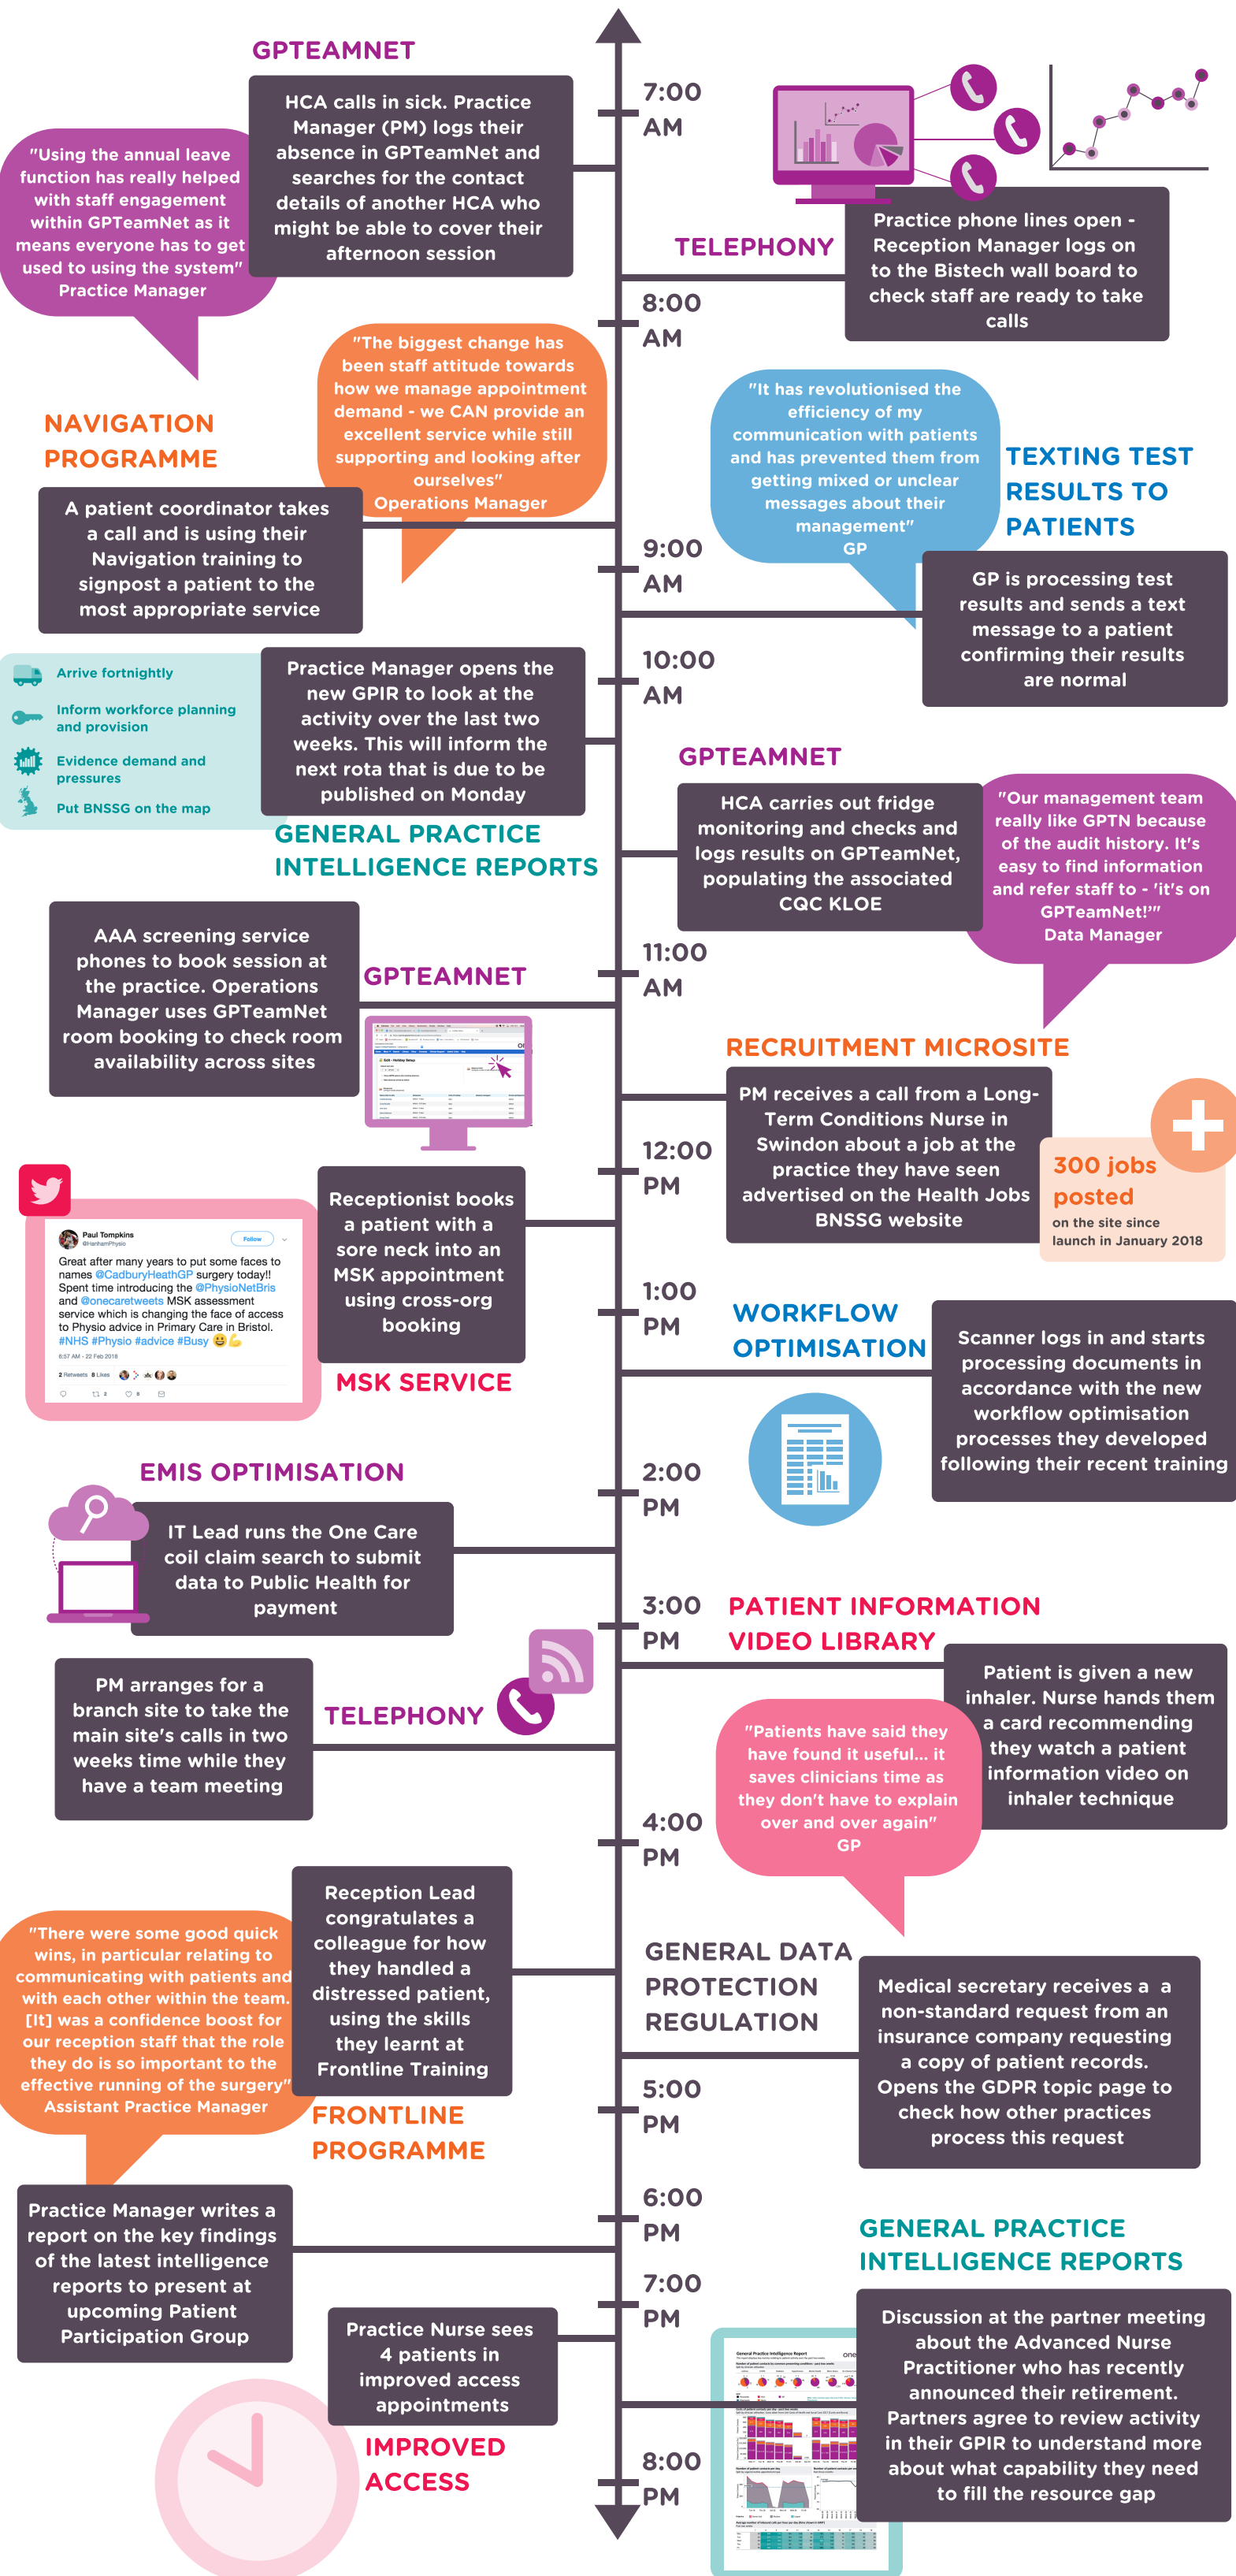 GPTEAMNET
HCA calls in sick. Practice
Manager (PM) logs their
absence in GPTeamNet and
searches for the contact
details of another HCA who
might be able to cover their
afternoon session
"Using the annual leave
function has really helped
with staff engagement
within GPTeamNet as it
means everyone has to get
used to using the system"
Practice Manager
7:00
AM
TELEPHONY
Practice phone lines open -
Reception Manager logs on
to the Bistech wall board to
check staff are ready to take
calls
8:00
AM
"The biggest change has
been staff attitude towards
how we manage appointment
demand - we CAN provide an
excellent service while still
supporting and looking after
ourselves"
Operations Manager
NAVIGATION
PROGRAMME
A patient coordinator takes
a call and is using their
Navigation training to
signpost a patient to the
most appropriate service
"It has revolutionised the
efficiency of my
communication with patients
and has prevented them from
getting mixed or unclear
messages about their
management"
GP
TEXTING TEST
RESULTS TO
PATIENTS
9:00
AM
GP is processing test
results and sends a text
message to a patient
confirming their results
are normal
Arrive fortnightly
Inform workforce planning
and provision
Evidence demand and
pressures
Put BNSSG on the map
Practice Manager opens the
new GPIR to look at the
activity over the last two
weeks. This will inform the
next rota that is due to be
published on Monday
GENERAL PRACTICE
INTELLIGENCE REPORTS
10:00
AM
GPTEAMNET
HCA carries out fridge
monitoring and checks and
logs results on GPTeamNet,
populating the associated
CQC KLOE
"Our management team
really like GPTN because
of the audit history. It's
easy to find information
and refer staff to - 'it's on
GPTeamNet!'"
Data Manager
AAA screening service
phones to book session at
the practice. Operations
Manager uses GPTeamNet
room booking to check room
availability across sites
GPTEAMNET
11:00
AM
RECRUITMENT MICROSITE
PM receives a call from a Long-
Term Conditions Nurse in
Swindon about a job at the
practice they have seen
advertised on the Health Jobs
BNSSG website
300 jobs
posted
on the site since
launch in January 2018
12:00
PM
Paul Tompkins
@HanhamPhysio
Follow
Great after many years to put some faces to
names @CadburyHeathGP surgery today!!
Spent time introducing the @PhysioNetBris
and @onecaretweets MSK assessment
service which is changing the face of access
to Physio advice in Primary Care in Bristol.
#NHS #Physio #advice #Busy 😀💪
6:57 AM - 22 Feb 2018
2 Retweets 8 Likes
2
8
Receptionist books
a patient with a
sore neck into an
MSK appointment
using cross-org
booking
MSK SERVICE
1:00
PM
WORKFLOW
OPTIMISATION
Scanner logs in and starts
processing documents in
accordance with the new
workflow optimisation
processes they developed
following their recent training
EMIS OPTIMISATION
IT Lead runs the One Care
coil claim search to submit
data to Public Health for
payment
2:00
PM
3:00
PM
PATIENT INFORMATION
VIDEO LIBRARY
Patient is given a new
inhaler. Nurse hands them
a card recommending
they watch a patient
information video on
inhaler technique
PM arranges for a
branch site to take the
main site's calls in two
weeks time while they
have a team meeting
TELEPHONY
"Patients have said they
have found it useful... it
saves clinicians time as
they don't have to explain
over and over again"
GP
4:00
PM
Reception Lead
congratulates a
colleague for how
they handled a
distressed patient,
using the skills
they learnt at
Frontline Training
"There were some good quick
wins, in particular relating to
communicating with patients and
with each other within the team.
[It] was a confidence boost for
our reception staff that the role
they do is so important to the
effective running of the surgery"
Assistant Practice Manager
FRONTLINE
PROGRAMME
GENERAL DATA
PROTECTION
REGULATION
Medical secretary receives a a
non-standard request from an
insurance company requesting
a copy of patient records.
Opens the GDPR topic page to
check how other practices
process this request
5:00
PM
Practice Manager writes a
report on the key findings
of the latest intelligence
reports to present at
upcoming Patient
Participation Group
6:00
PM
GENERAL PRACTICE
INTELLIGENCE REPORTS
7:00
PM
Practice Nurse sees
4 patients in
improved access
appointments
IMPROVED
ACCESS
General Practice Intelligence Report
one
Discussion at the partner meeting
about the Advanced Nurse
Practitioner who has recently
announced their retirement.
Partners agree to review activity
in their GPIR to understand more
about what capability they need
to fill the resource gap
8:00
PM